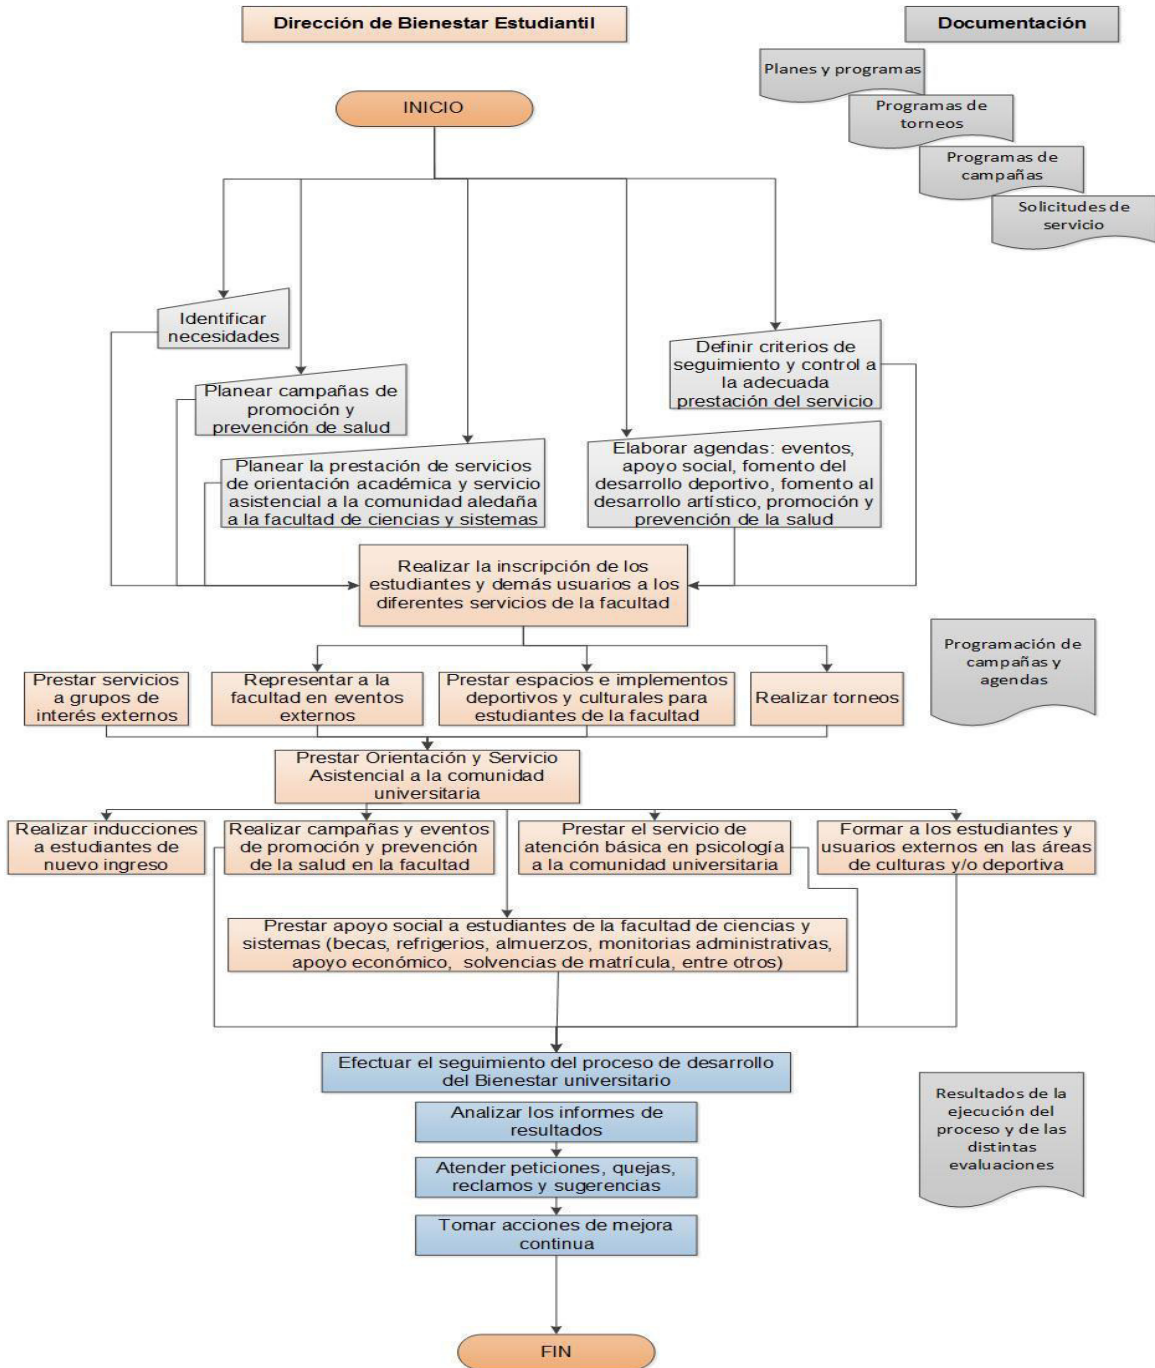 Dirección de Bienestar Estudiantil
Documentación
Planes y programas
Programas de
torneos
Programas de
campañas
Solicitudes de
servicio
INICIO
Identificar
necesidades
Planear campañas de
promoción y
prevención de salud
Planear la prestación de servicios
de orientación académica y servicio
asistencial a la comunidad aledaña
a la facultad de ciencias y sistemas
Definir criterios de
seguimiento y control a
la adecuada
prestación del servicio
Elaborar agendas: eventos,
apoyo social, fomento del
desarrollo deportivo, fomento al
desarrollo artístico, promoción y
prevención de la salud
Realizar la inscripción de los
estudiantes y demás usuarios a los
diferentes servicios de la facultad
Programación de
campañas y
agendas
Prestar servicios
a grupos de
interés externos
Representar a la
facultad en eventos
externos
Prestar espacios e implementos
deportivos y culturales para
estudiantes de la facultad
Realizar torneos
Prestar Orientación y Servicio
Asistencial a la comunidad
universitaria
Realizar inducciones
a estudiantes de
nuevo ingreso
Realizar campañas y eventos
de promoción y prevención
de la salud en la facultad
Prestar el servicio de
atención básica en psicología
a la comunidad universitaria
Formar a los estudiantes y
usuarios externos en las áreas
de culturas y/o deportiva
Prestar apoyo social a estudiantes de la facultad de ciencias y
sistemas (becas, refrigerios, almuerzos, monitorias administrativas,
apoyo económico, solvencias de matrícula, entre otros)
Efectuar el seguimiento del proceso de desarrollo
del Bienestar universitario
Resultados de la
ejecución del
proceso y de las
distintas
evaluaciones
Analizar los informes de
resultados
Atender peticiones, quejas,
reclamos y sugerencias
Tomar acciones de mejora
continua
FIN